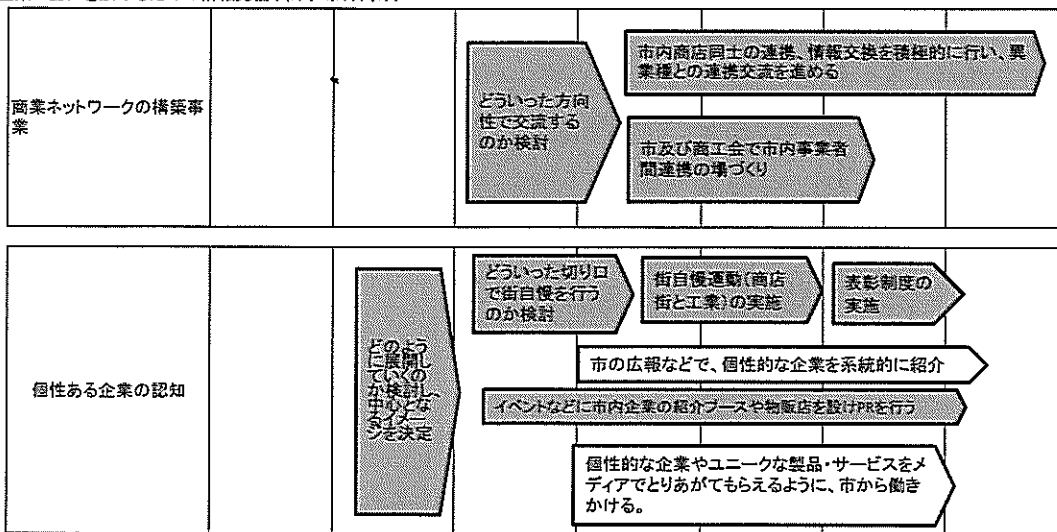 商業ネットワークの構築事
業
どういった方向
性で交流する
のか検討
市内商店同士の連携、情報交換を積極的に行い、異
業種との連携交流を進める
市及び商工会で市内事業者
間連携の場づくり
個性ある企業の認知
どのよう
に展開し
ていくの
か検討し、
中心とな
るイメー
ジを決定
どういった切り口
で街自慢を行う
のか検討
街自慢運動(商店
街と工業)の実施
表彰制度の
実施
市の広報などで、個性的な企業を系統的に紹介
イベントなどに市内企業の紹介ブースや物販店を設けPRを行う
個性的な企業やユニークな製品・サービスをメ
ディアでとりあがてもらえるように、市から働き
かける。